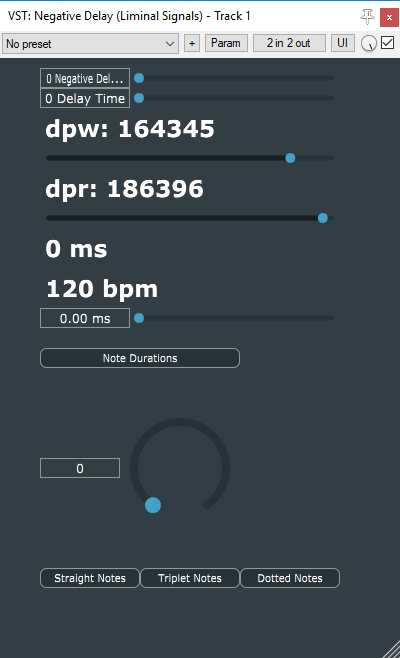 VST: Negative Delay (Liminal Signals) - Track 1
x
No preset + Param 2 in 2 out UI
0 Negative Del...
0 Delay Time
dpw: 164345
dpr: 186396
0 ms
120 bpm
0.00 ms
Note Durations
0
Straight Notes Triplet Notes Dotted Notes